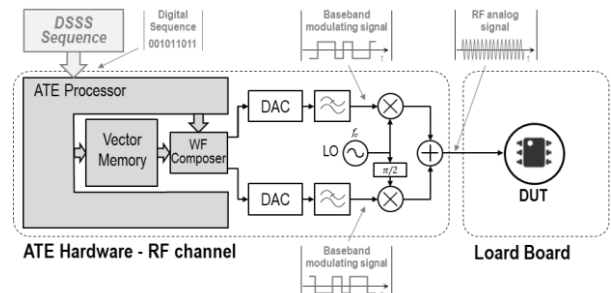 DSSS
Sequence
Digital
Sequence
001011011
Baseband
modulating signal
t
RF analog
signal
t
ATE Processor
Vector
Memory
WF
Composer
DAC
LO
π/2
DAC
DUT
ATE Hardware - RF channel
Baseband
modulating signal
t
Loard Board